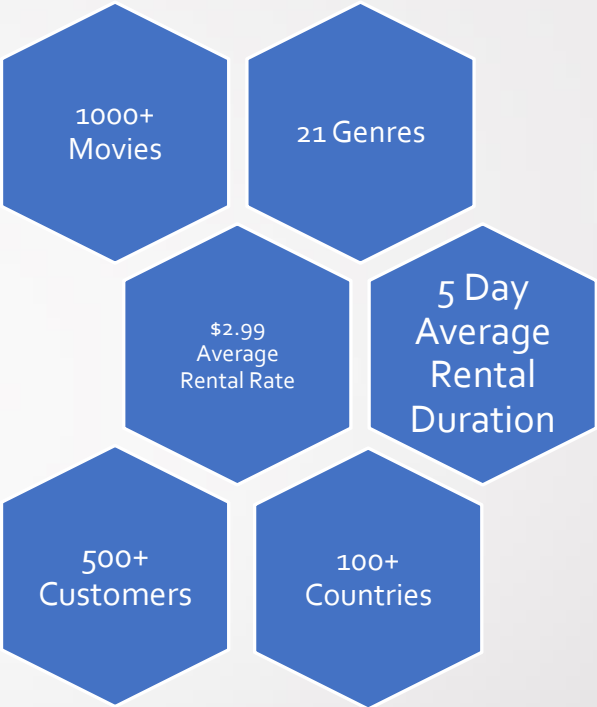 1000+
Movies
21 Genres
$2.99
Average
Rental Rate
5 Day
Average
Rental
Duration
500+
Customers
100+
Countries